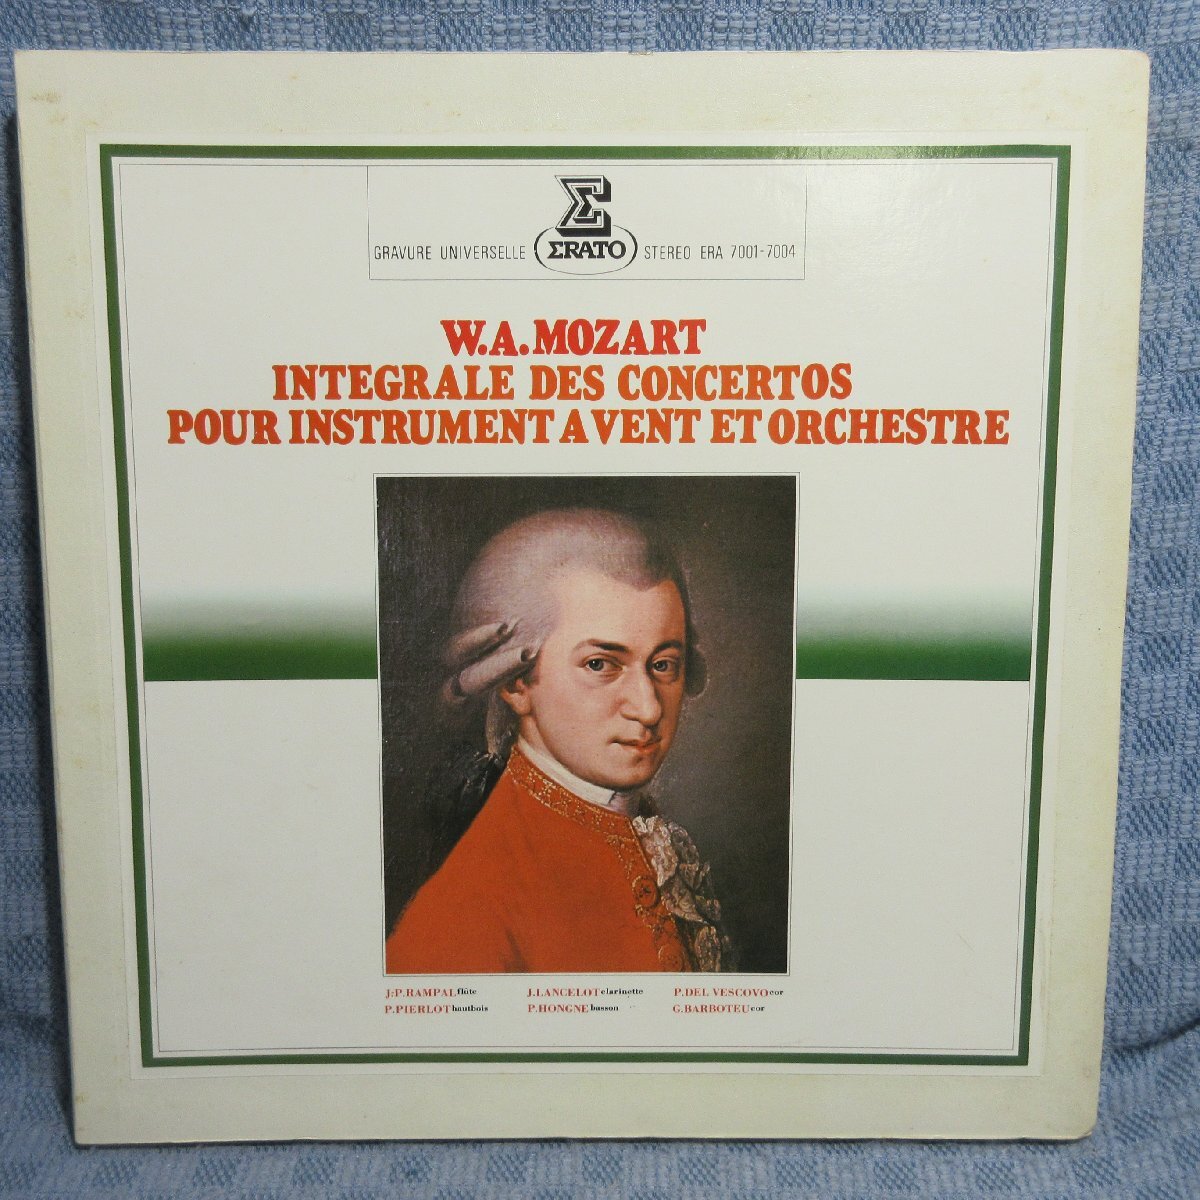 Σ
GRAVURE UNIVERSELLE ΣRATO STEREO ERA 7001-7004
W.A.MOZART
INTEGRALE DES CONCERTOS
POUR INSTRUMENT A VENT ET ORCHESTRE
J:P.RAMPAL flûte J.LANCELOT clarinette P.DEL VESCOVO cor
P.PIERLOT hautbois P.HONGNE basson G.BARBOTEU cor